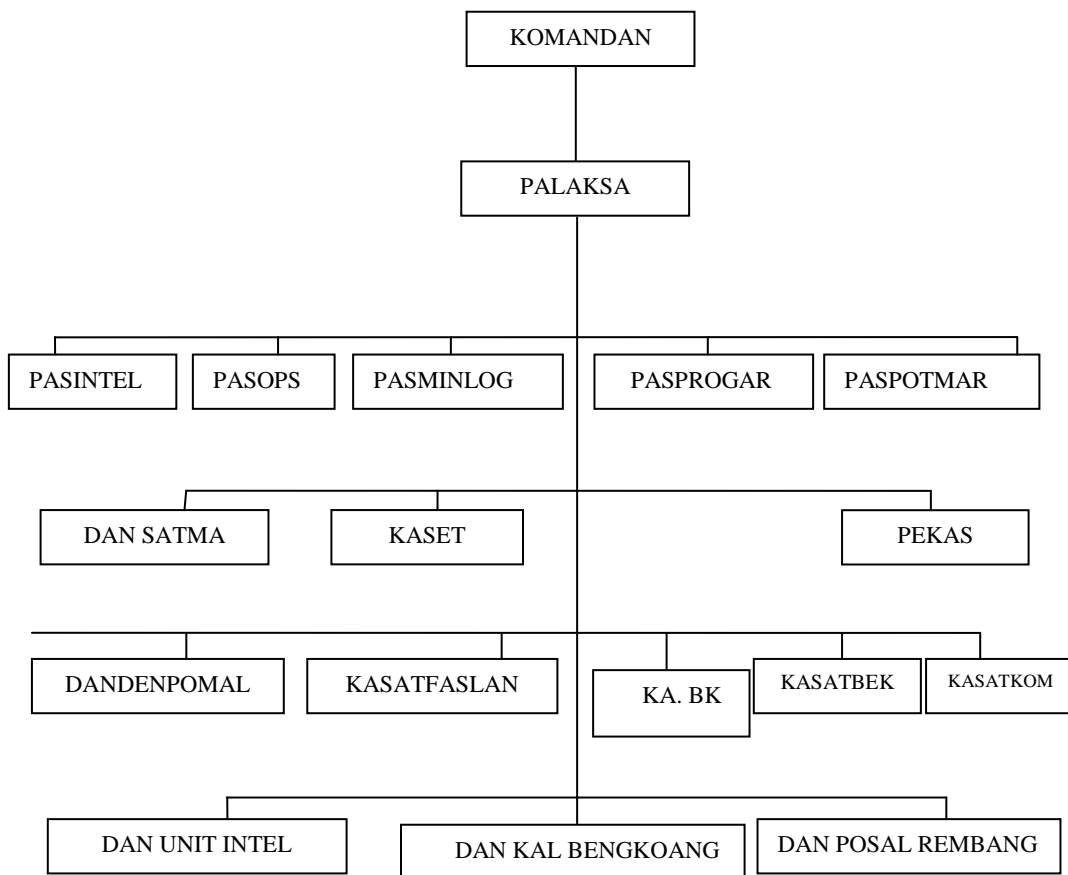 KOMANDAN
PALAKSA
PASINTEL
PASOPS
PASMINLOG
PASPROGAR
PASPOTMAR
DAN SATMA
KASET
PEKAS
DANDENPOMAL
KASATFASLAN
KA. BK
KASATBEK
KASATKOM
DAN UNIT INTEL
DAN KAL BENGKOANG
DAN POSAL REMBANG